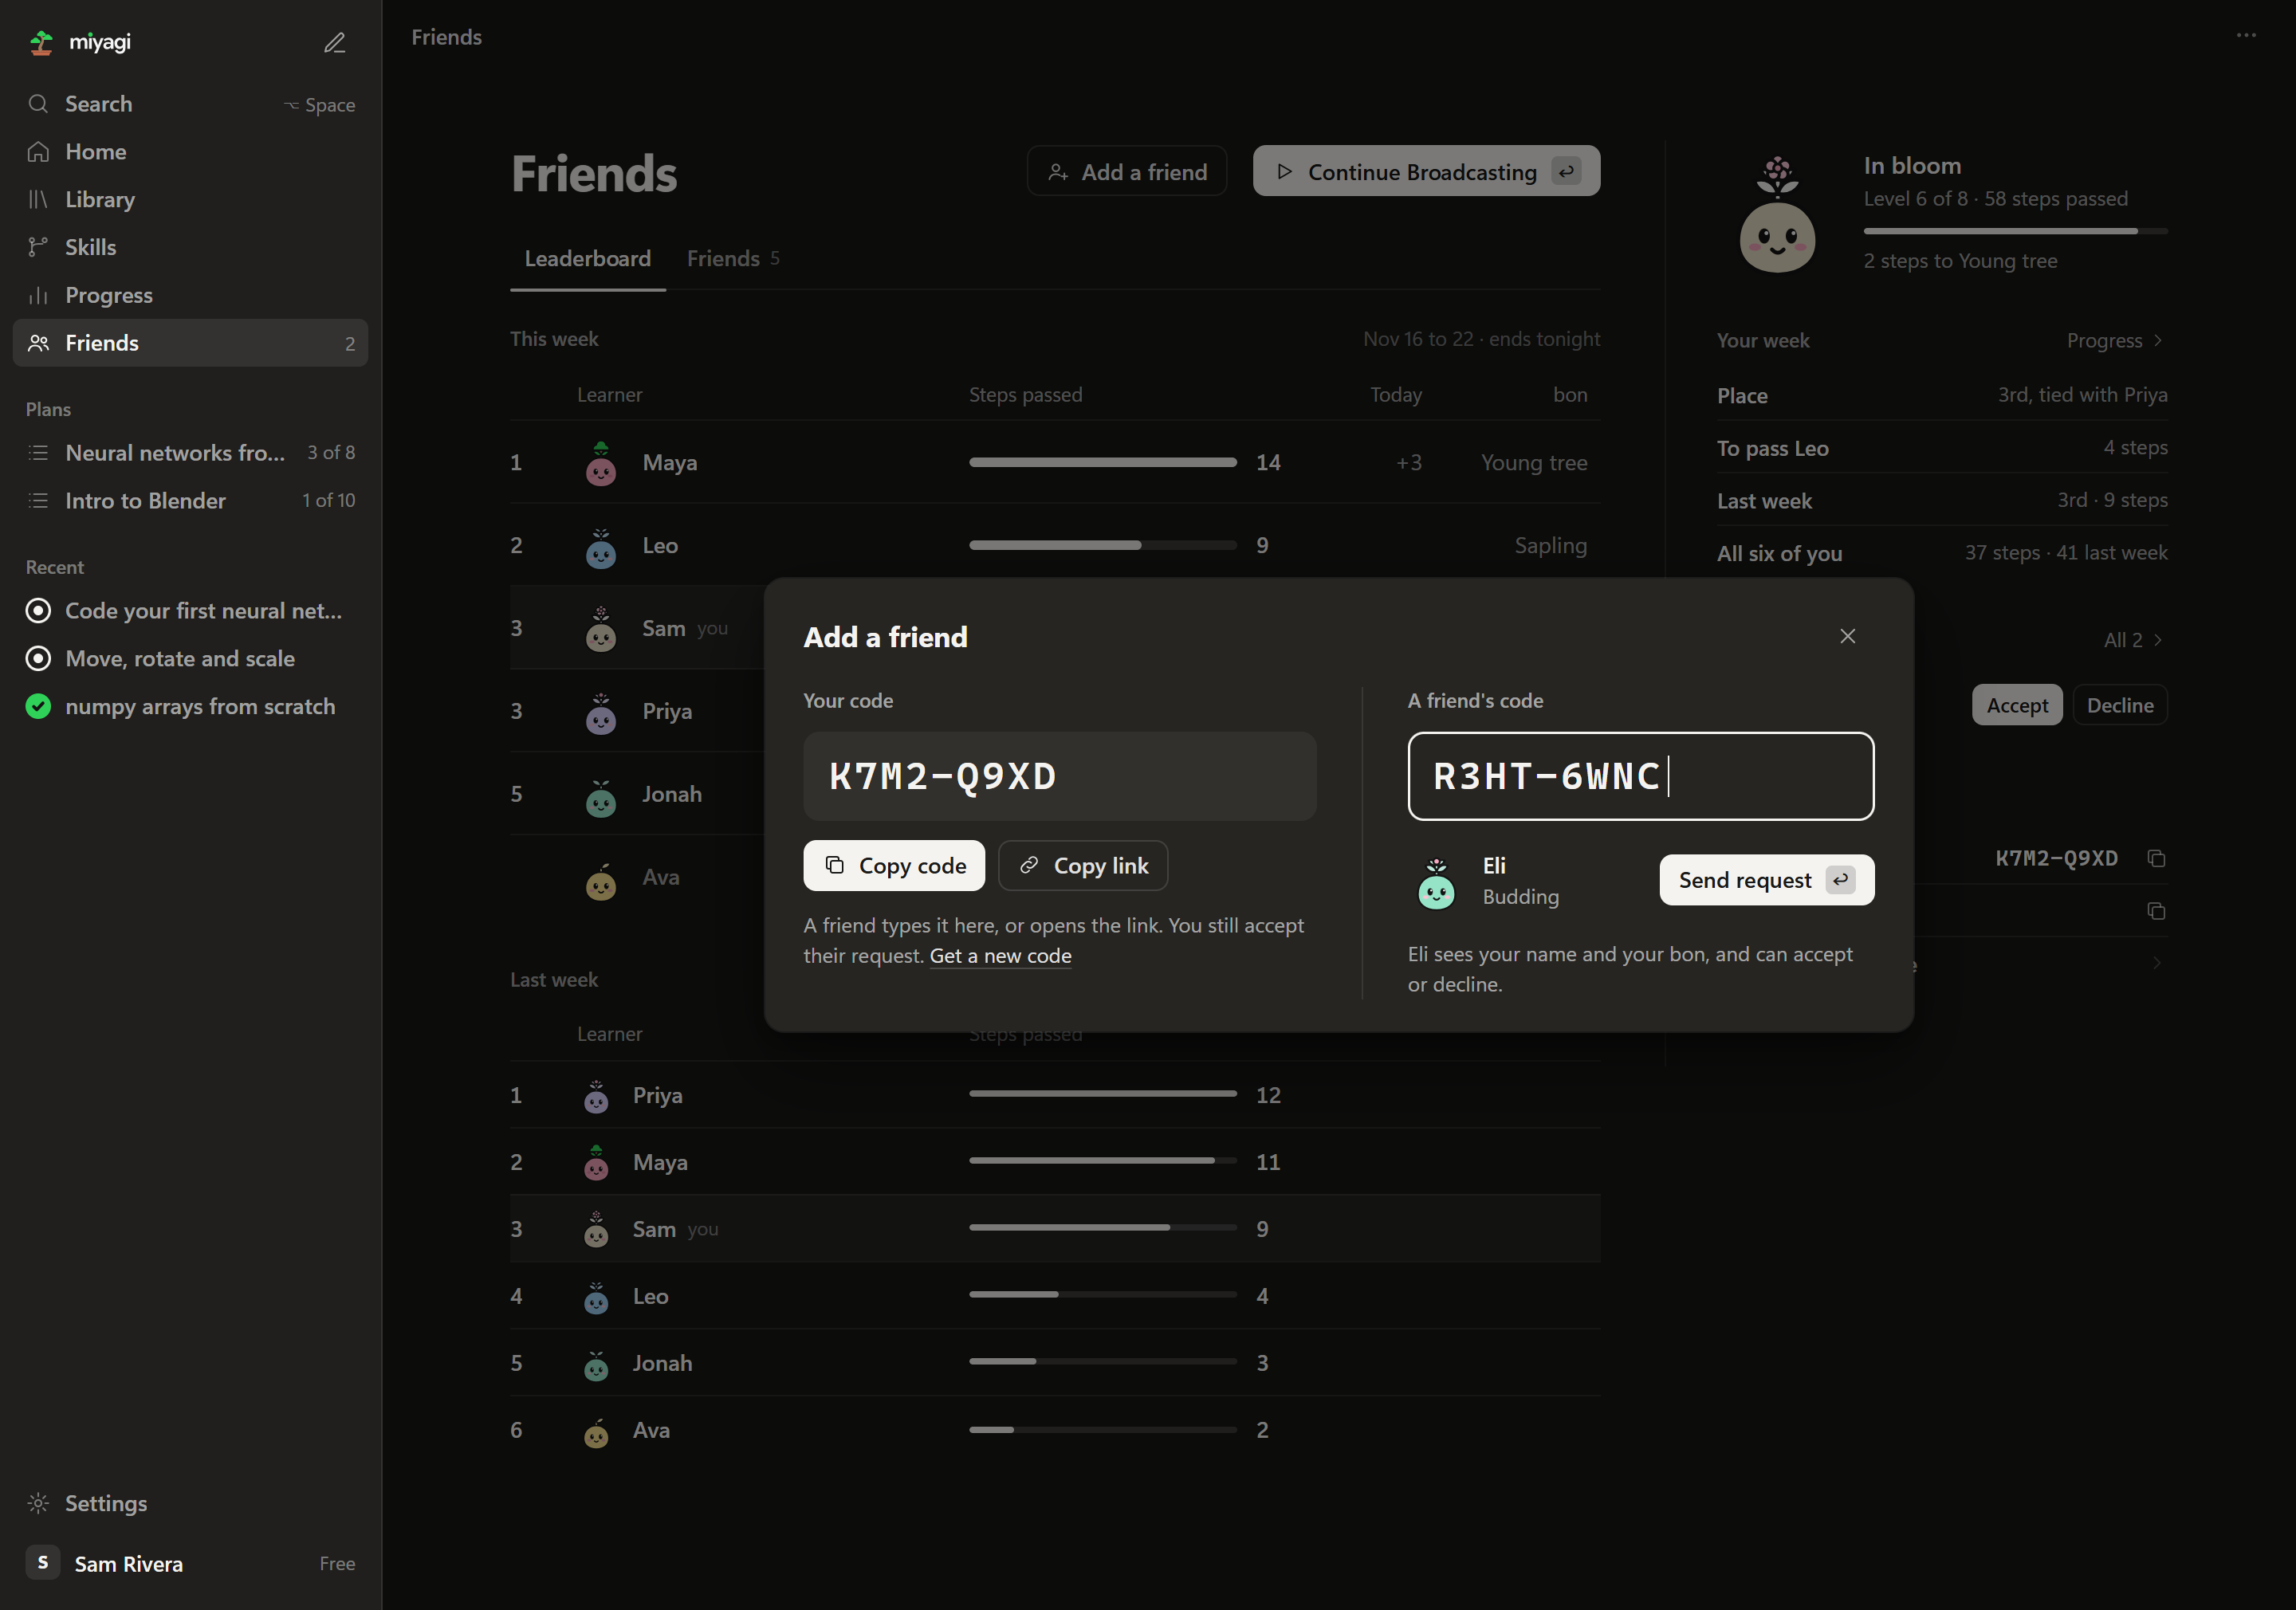 miyagi
Search
⌥ Space
Home
Library
Skills
Progress
Friends
2
Plans
Neural networks fro...
3 of 8
Intro to Blender
1 of 10
Recent
Code your first neural net...
Move, rotate and scale
numpy arrays from scratch
Settings
S
Sam Rivera
Free
Friends
Friends
Add a friend
Continue Broadcasting
Leaderboard
Friends 5
This week
Nov 16 to 22 · ends tonight
Learner
Steps passed
Today
bon
1 Maya 14 +3 Young tree
2 Leo 9 Sapling
3 Sam you
3 Priya
5 Jonah
Ava
Last week
Learner
Steps passed
1 Priya 12
2 Maya 11
3 Sam you 9
4 Leo 4
5 Jonah 3
6 Ava 2
In bloom
Level 6 of 8 · 58 steps passed
2 steps to Young tree
Your week
Progress
Place 3rd, tied with Priya
To pass Leo 4 steps
Last week 3rd · 9 steps
All six of you 37 steps · 41 last week
All 2
Accept
Decline
K7M2-Q9XD
Add a friend
Your code
K7M2-Q9XD
Copy code
Copy link
A friend types it here, or opens the link. You still accept
their request. Get a new code
A friend's code
R3HT-6WNC
Eli
Budding
Send request
Eli sees your name and your bon, and can accept
or decline.